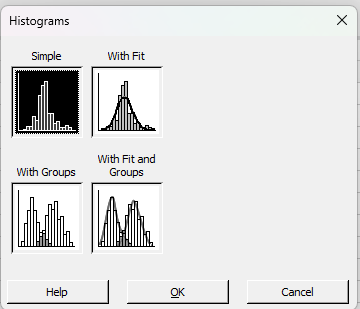 Histograms
Simple
With Fit
With Groups
With Fit and
Groups
Help
OK
Cancel